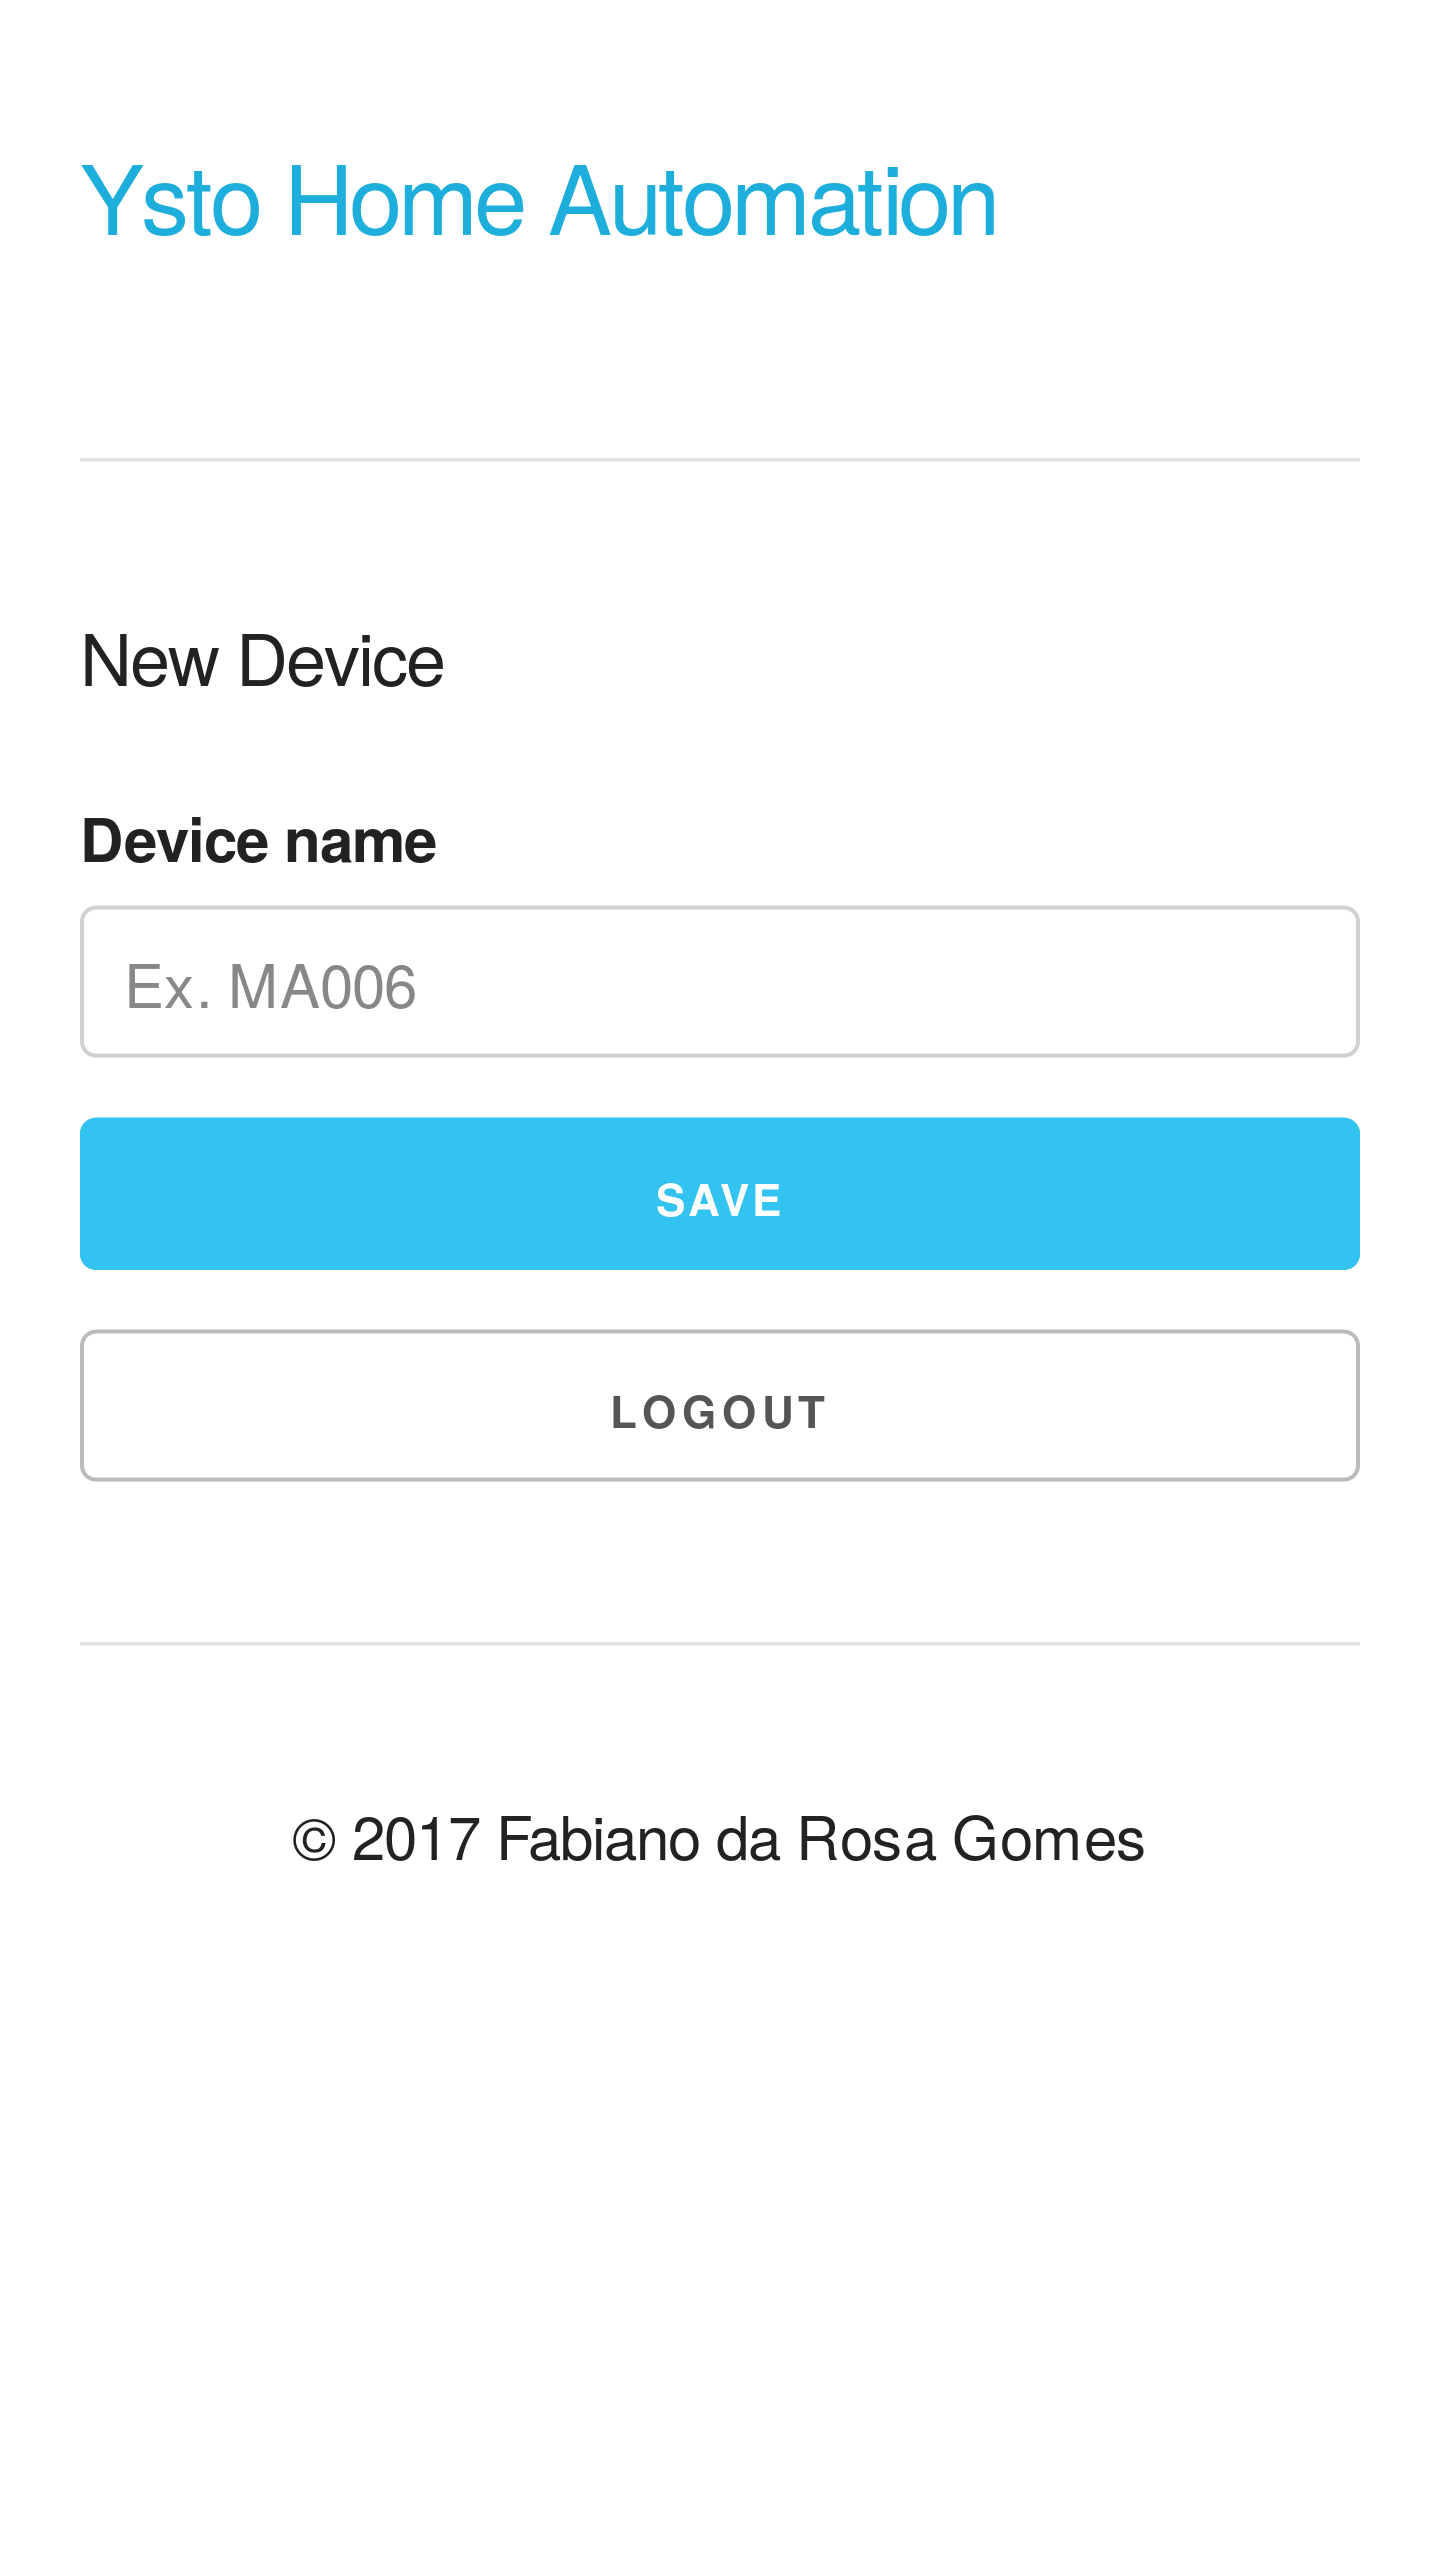 Ysto Home Automation
New Device
Device name
Ex. MA006
SAVE
LOGOUT
© 2017 Fabiano da Rosa Gomes